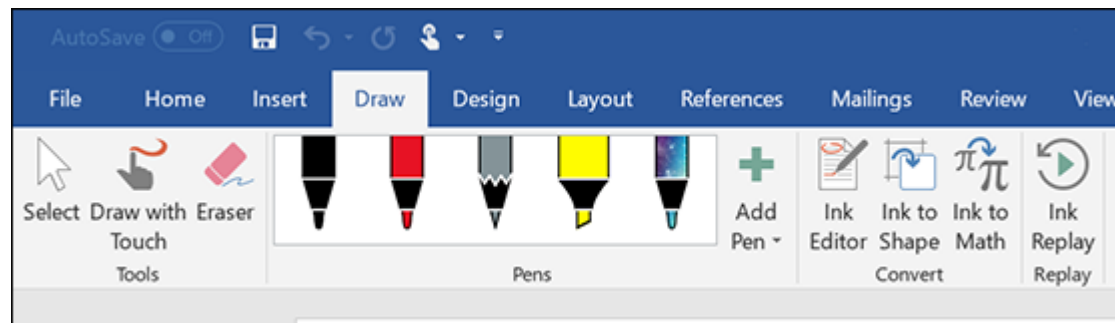 AutoSave Off
File Home Insert Draw Design Layout References Mailings Review View
Select Draw with Touch Eraser Add Pen Ink Editor Ink to Shape Ink to Math Ink Replay
Tools Pens Convert Replay